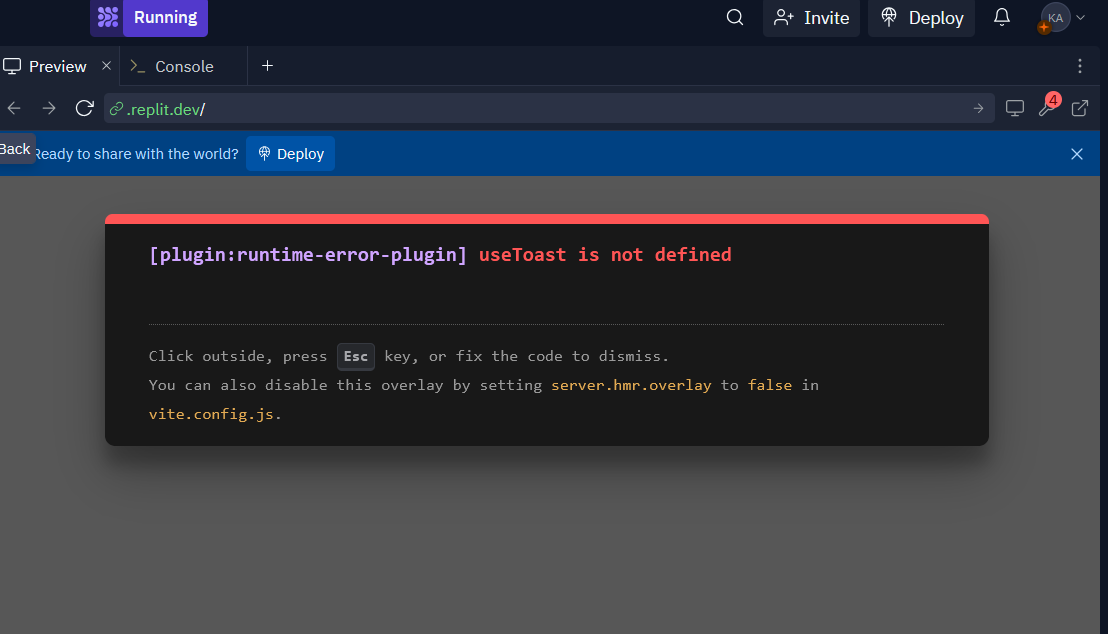 Running
Invite
Deploy
KA
Preview
Console
.replit.dev/
4
Back
Ready to share with the world?
Deploy
[plugin:runtime-error-plugin] useToast is not defined
Click outside, press Esc key, or fix the code to dismiss.
You can also disable this overlay by setting server.hmr.overlay to false in
vite.config.js.